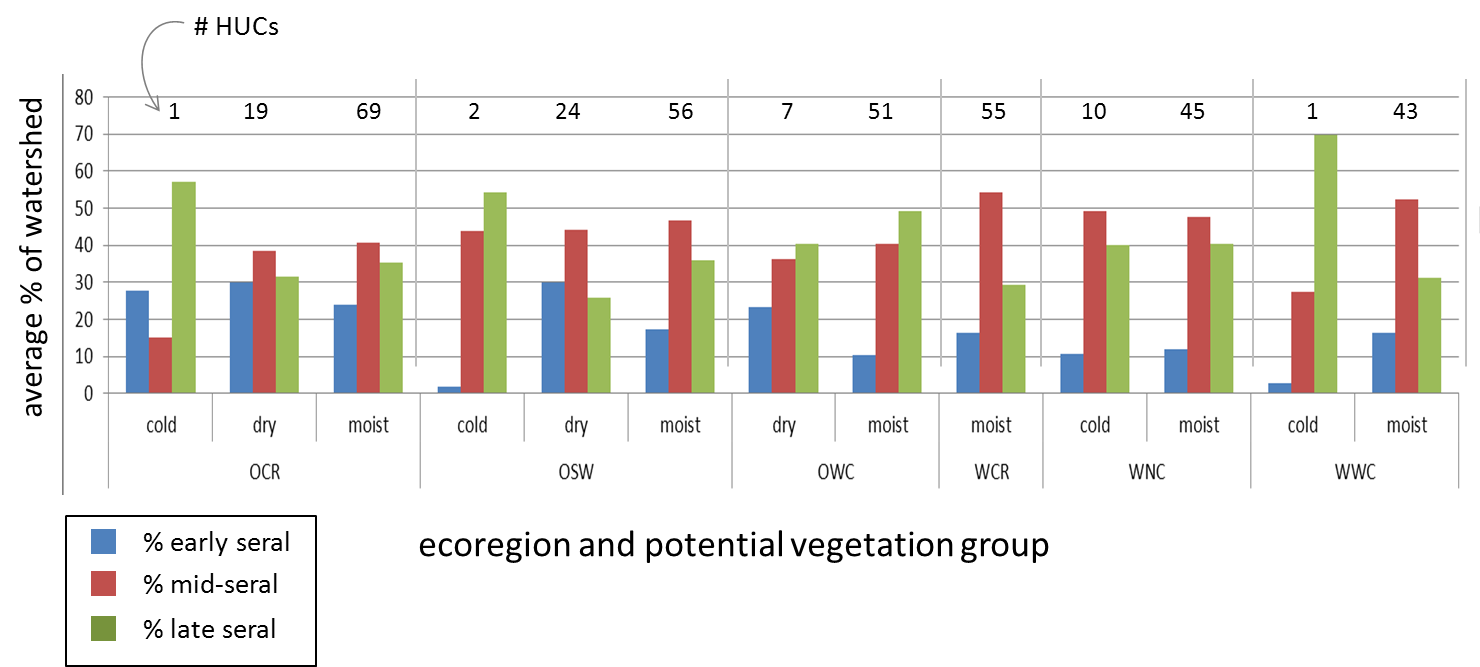 # HUCs
80 1 19 69 2 24 56 7 51 55 10 45 1 43
70
60
50
40
30
20
10
0
average % of watershed
cold dry moist cold dry moist dry moist moist cold moist cold moist
OCR OSW OWC WCR WNC WWC
ecoregion and potential vegetation group
% early seral
% mid-seral
% late seral